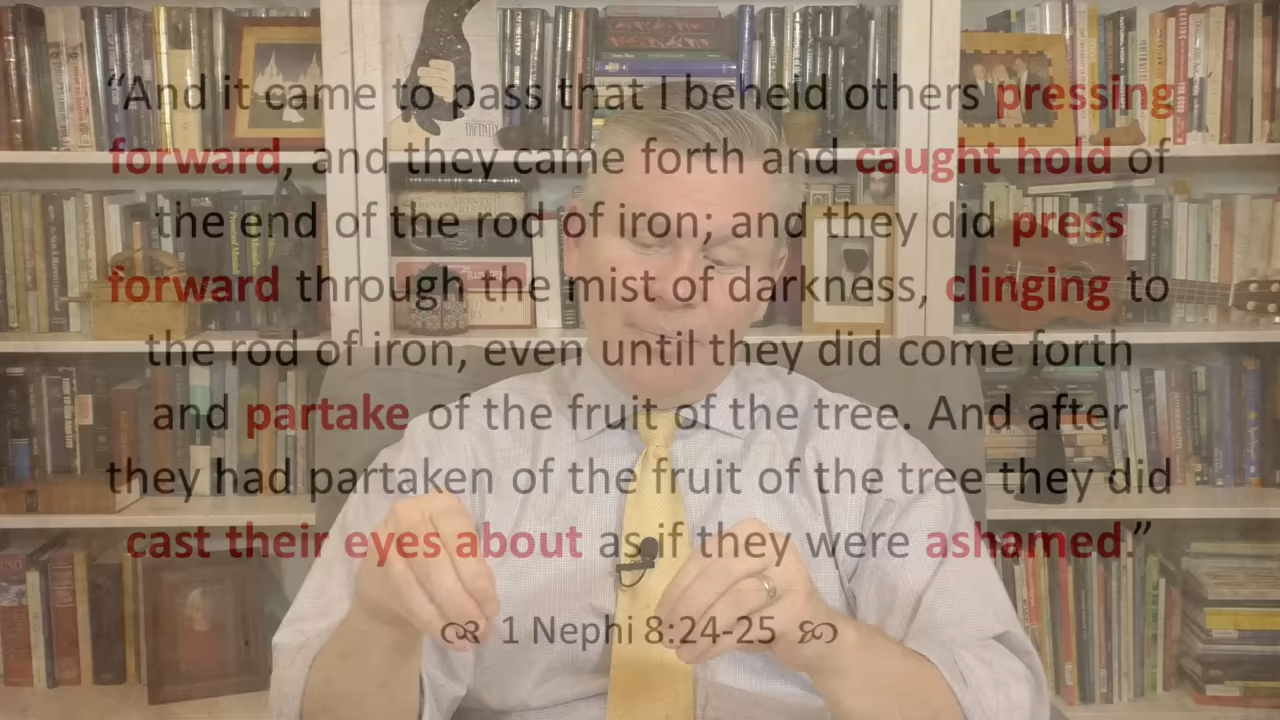 “And it came to pass that I beheld others pressing
forward, and they came forth and caught hold of
the end of the rod of iron; and they did press
forward through the mist of darkness, clinging to
the rod of iron, even until they did come forth
and partake of the fruit of the tree. And after
they had partaken of the fruit of the tree they did
cast their eyes about as if they were ashamed.”
1 Nephi 8:24-25
INFINITY